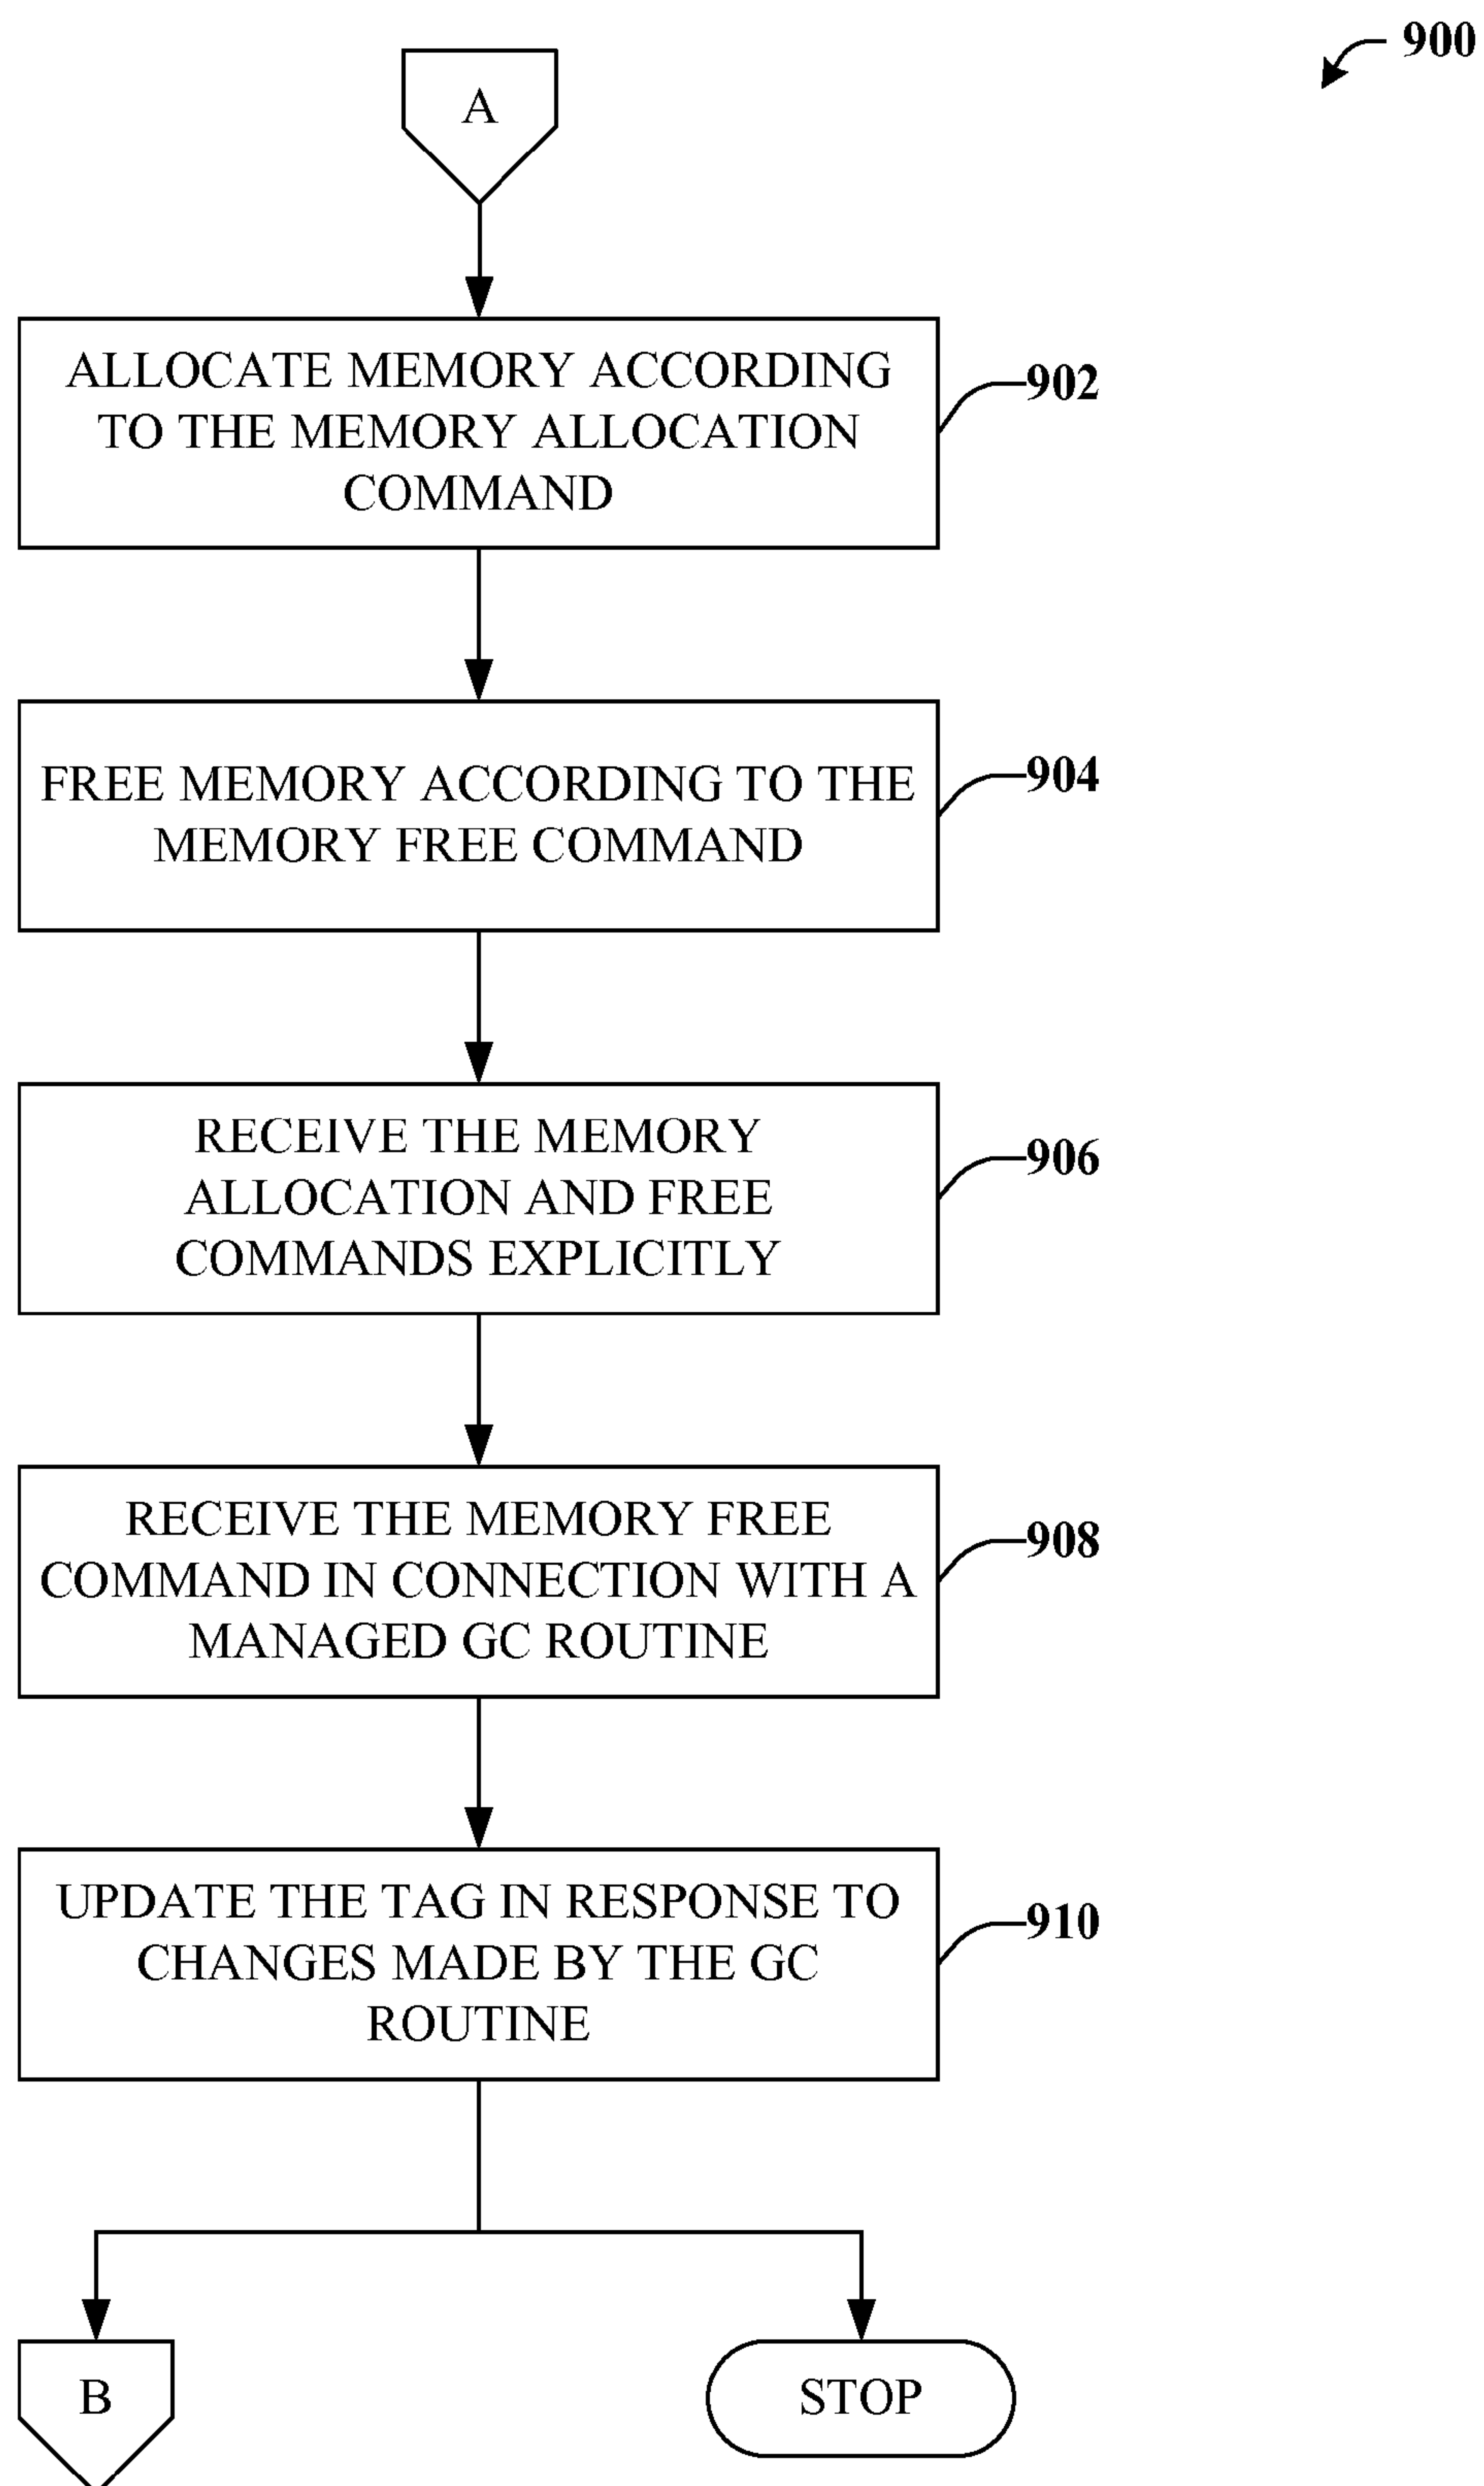 900
A
ALLOCATE MEMORY ACCORDING
TO THE MEMORY ALLOCATION
COMMAND
902
FREE MEMORY ACCORDING TO THE
MEMORY FREE COMMAND
904
RECEIVE THE MEMORY
ALLOCATION AND FREE
COMMANDS EXPLICITLY
906
RECEIVE THE MEMORY FREE
COMMAND IN CONNECTION WITH A
MANAGED GC ROUTINE
908
UPDATE THE TAG IN RESPONSE TO
CHANGES MADE BY THE GC
ROUTINE
910
B
STOP